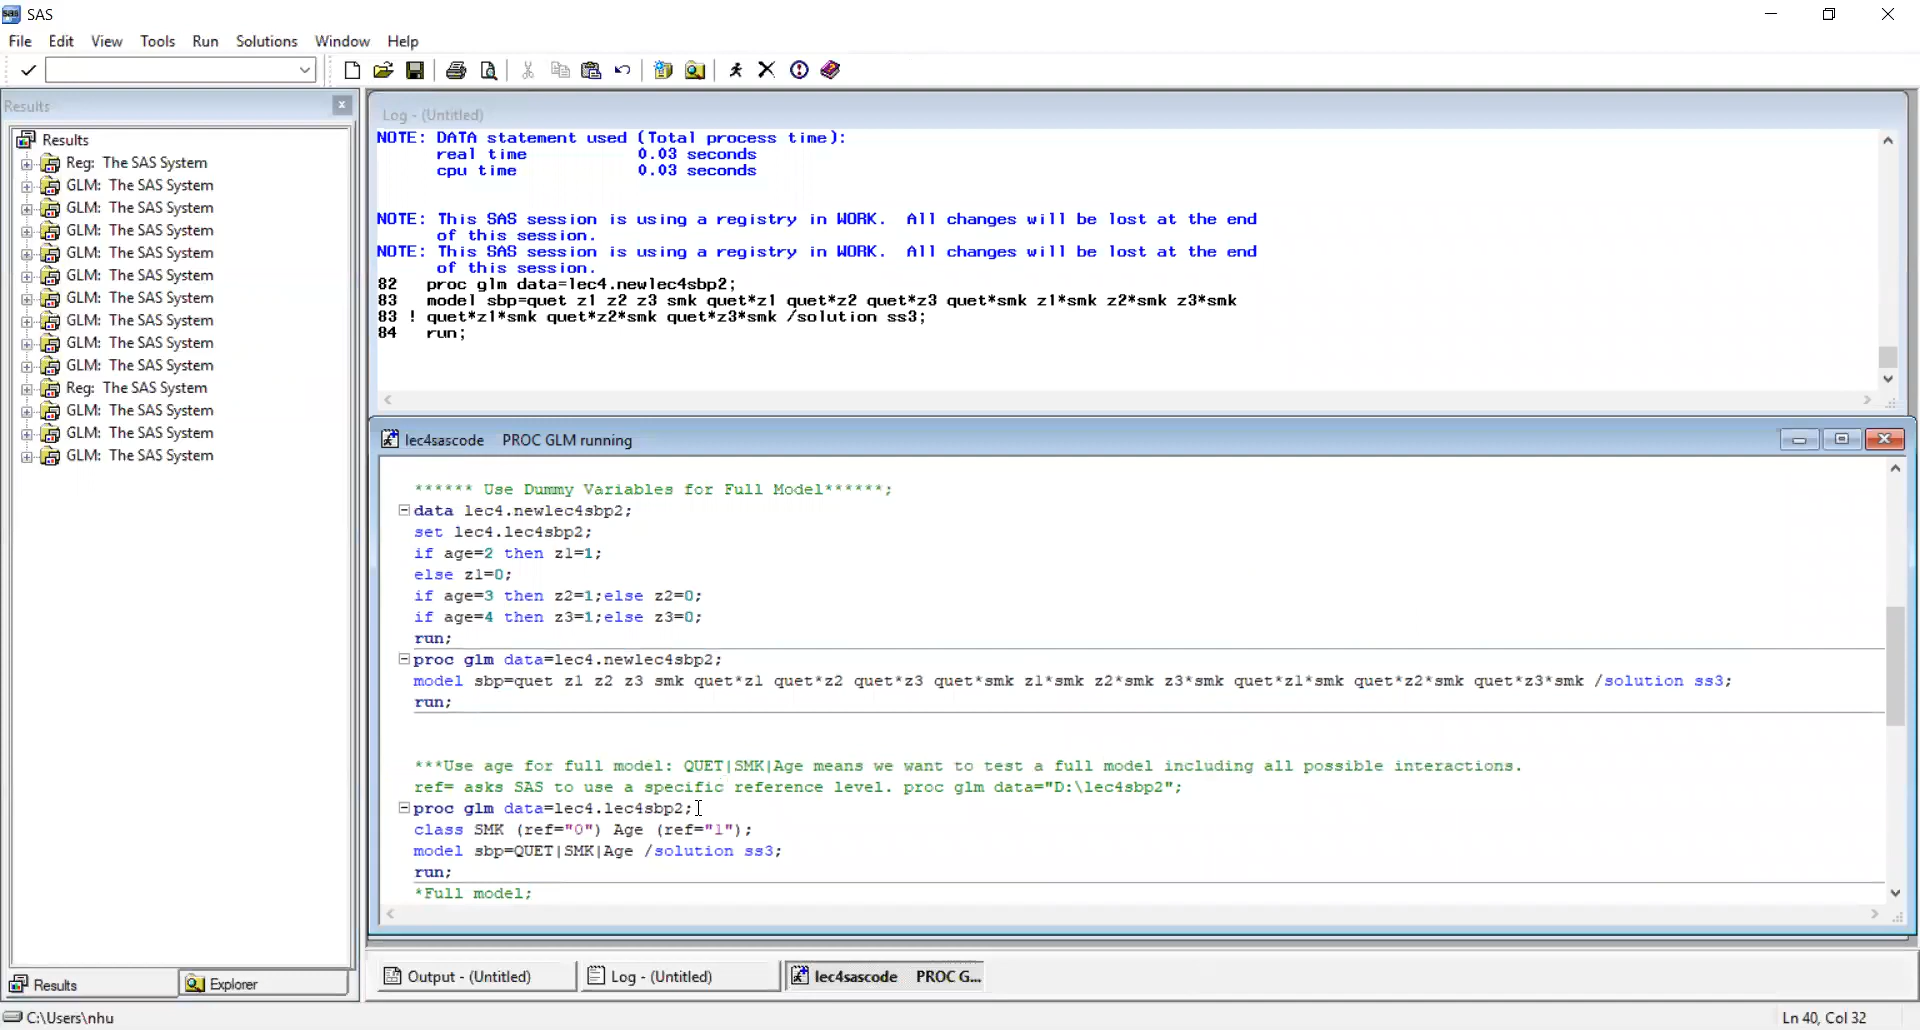 SAS
File Edit View Tools Run Solutions Window Help
Results
Results
Reg: The SAS System
GLM: The SAS System
GLM: The SAS System
GLM: The SAS System
GLM: The SAS System
GLM: The SAS System
GLM: The SAS System
GLM: The SAS System
GLM: The SAS System
GLM: The SAS System
Reg: The SAS System
GLM: The SAS System
GLM: The SAS System
GLM: The SAS System
Results Explorer
Log - (Untitled)
NOTE: DATA statement used (Total process time):
real time 0.03 seconds
cpu time 0.03 seconds
NOTE: This SAS session is using a registry in WORK. All changes will be lost at the end
of this session.
NOTE: This SAS session is using a registry in WORK. All changes will be lost at the end
of this session.
82 proc glm data=lec4.newlec4sbp2;
83 model sbp=quet z1 z2 z3 smk quet*z1 quet*z2 quet*z3 quet*smk z1*smk z2*smk z3*smk
83 ! quet*z1*smk quet*z2*smk quet*z3*smk /solution ss3;
84 run;
lec4sascode PROC GLM running
****** Use Dummy Variables for Full Model******;
data lec4.newlec4sbp2;
set lec4.lec4sbp2;
if age=2 then z1=1;
else z1=0;
if age=3 then z2=1;else z2=0;
if age=4 then z3=1;else z3=0;
run;
proc glm data=lec4.newlec4sbp2;
model sbp=quet z1 z2 z3 smk quet*z1 quet*z2 quet*z3 quet*smk z1*smk z2*smk z3*smk quet*z1*smk quet*z2*smk quet*z3*smk /solution ss3;
run;
***Use age for full model: QUET|SMK|Age means we want to test a full model including all possible interactions.
ref= asks SAS to use a specific reference level. proc glm data="D:\lec4sbp2";
proc glm data=lec4.lec4sbp2;
class SMK (ref="0") Age (ref="1");
model sbp=QUET|SMK|Age /solution ss3;
run;
*Full model;
Output - (Untitled) Log - (Untitled) lec4sascode PROC G...
C:\Users\nhu Ln 40, Col 32